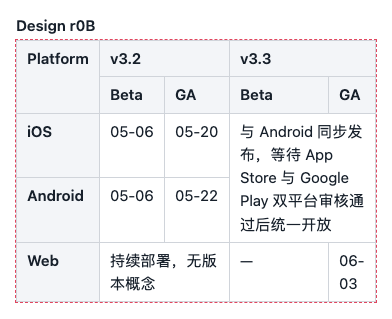 Design r0B
Platform v3.2 v3.3
Beta GA Beta GA
iOS 05-06 05-20 与 Android 同步发
布，等待 App
Store 与 Google
Android 05-06 05-22 Play 双平台审核通
过后统一开放
Web 持续部署，无版 — 06-
本概念 03